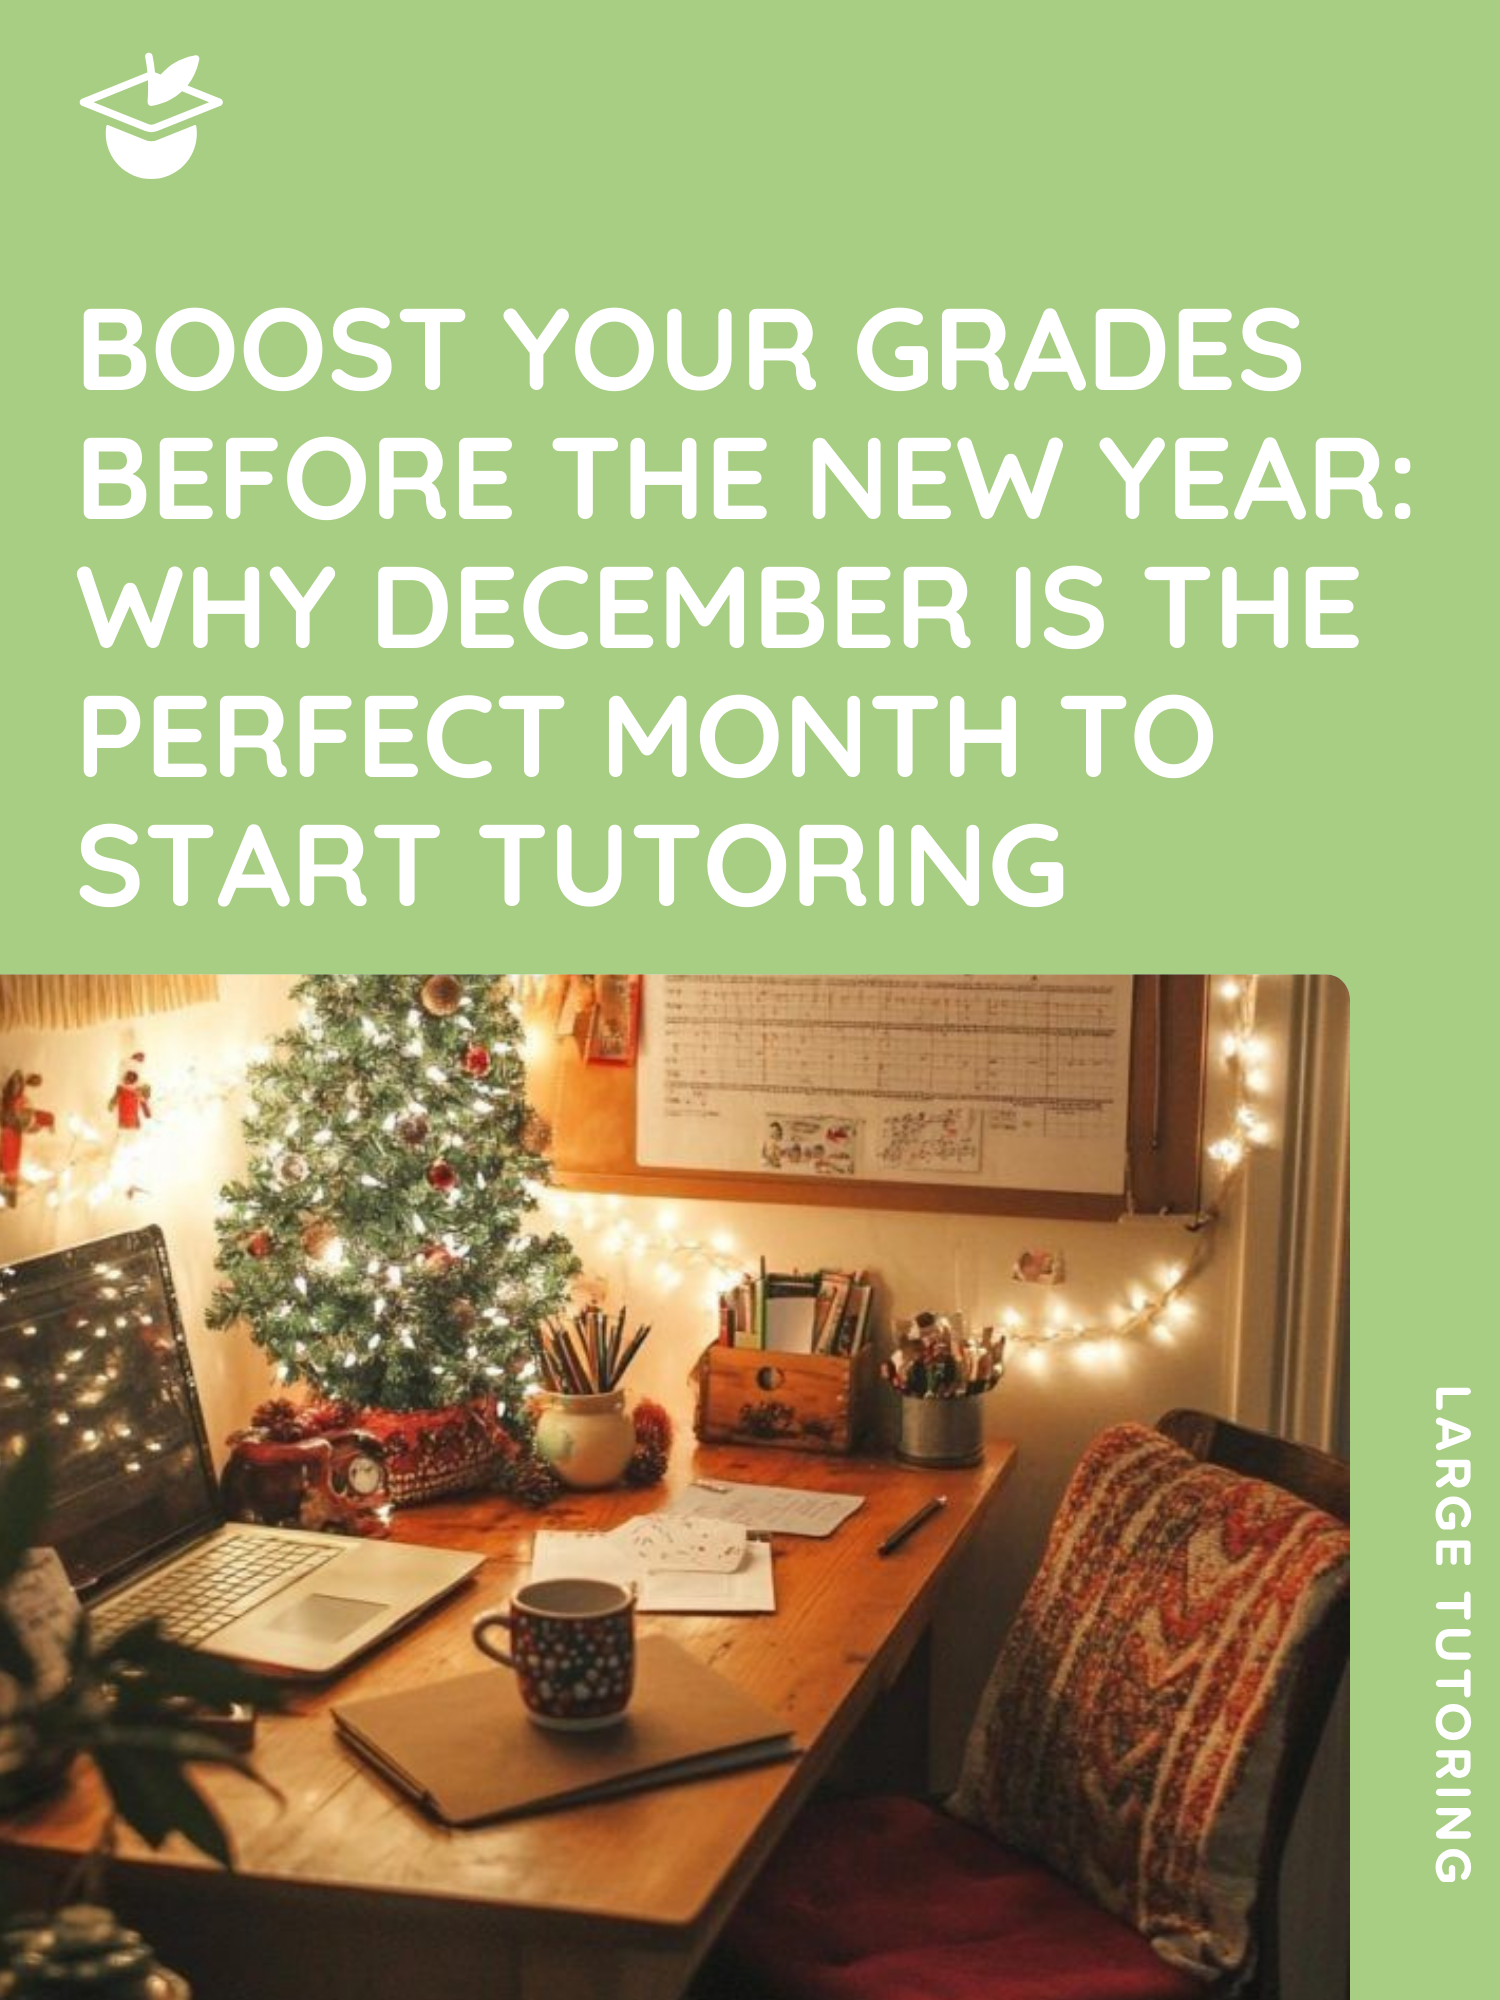 BOOST YOUR GRADES
BEFORE THE NEW YEAR:
WHY DECEMBER IS THE
PERFECT MONTH TO
START TUTORING
LARGE TUTORING